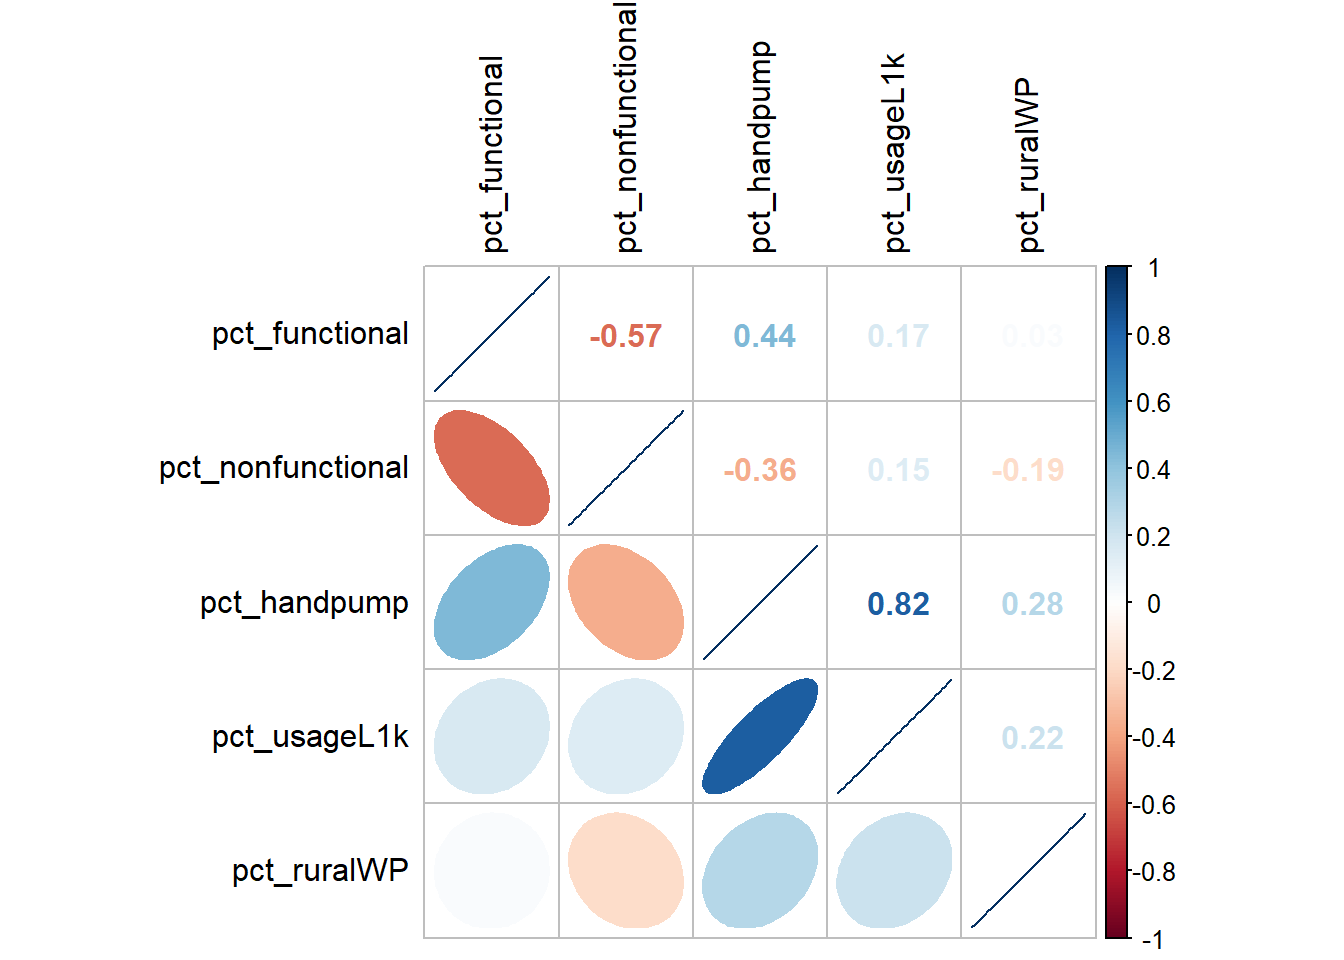 pct_functional
pct_nonfunctional
pct_handpump
pct_usageL1k
pct_ruralWP
pct_functional -0.57 0.44 0.17 0.03
pct_nonfunctional -0.36 0.15 -0.19
pct_handpump 0.82 0.28
pct_usageL1k 0.22
pct_ruralWP
1
0.8
0.6
0.4
0.2
0
-0.2
-0.4
-0.6
-0.8
-1